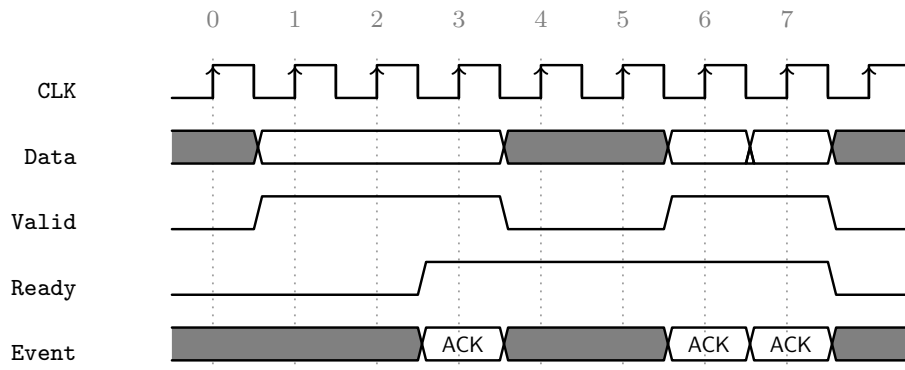 0 1 2 3 4 5 6 7
CLK
Data
Valid
Ready
Event ACK ACK ACK